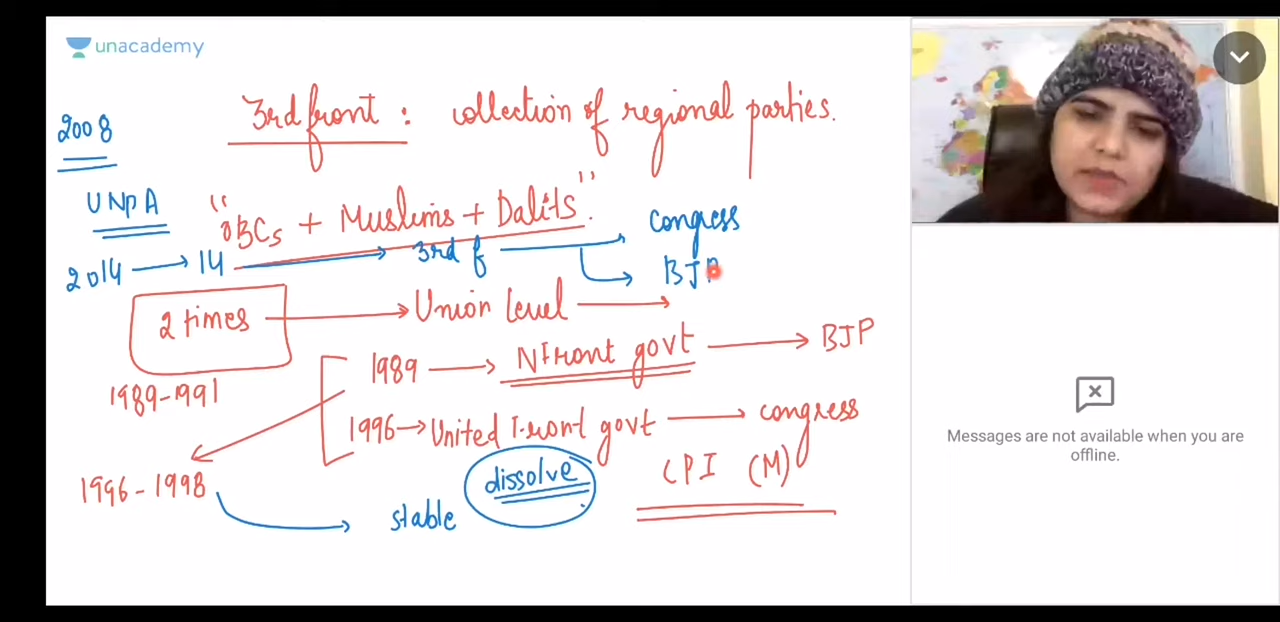 unacademy
3rd front : collection of regional parties.
2008
UNPA
"OBCs + Muslims + Dalits".
congress
2014 → 14 → 3rd f → BJP
2 times → Union level →
1989 → NFront govt → BJP
1989-1991
1996 → United Front govt → congress
CPI (M)
1996-1998
stable dissolve
Messages are not available when you are
offline.